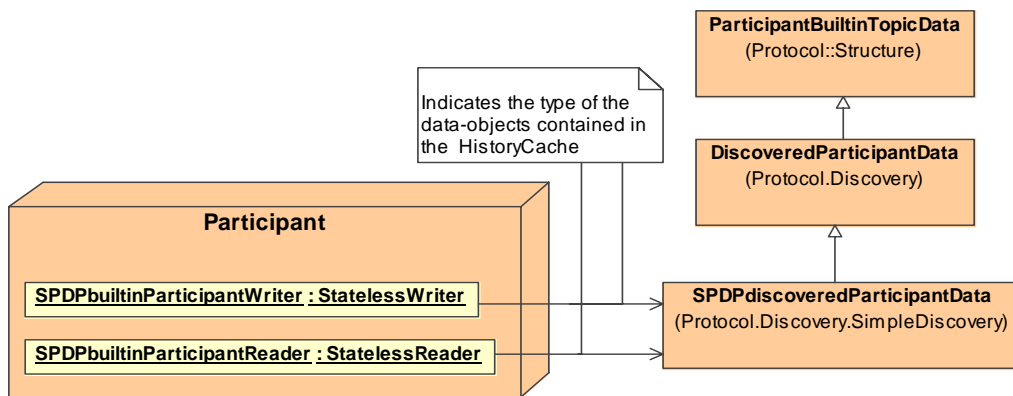 ParticipantBuiltinTopicData
(Protocol::Structure)
Indicates the type of the
data-objects contained in
the HistoryCache
DiscoveredParticipantData
(Protocol.Discovery)
Participant
SPDPbuiltinParticipantWriter : StatelessWriter
SPDPdiscoveredParticipantData
(Protocol.Discovery.SimpleDiscovery)
SPDPbuiltinParticipantReader : StatelessReader